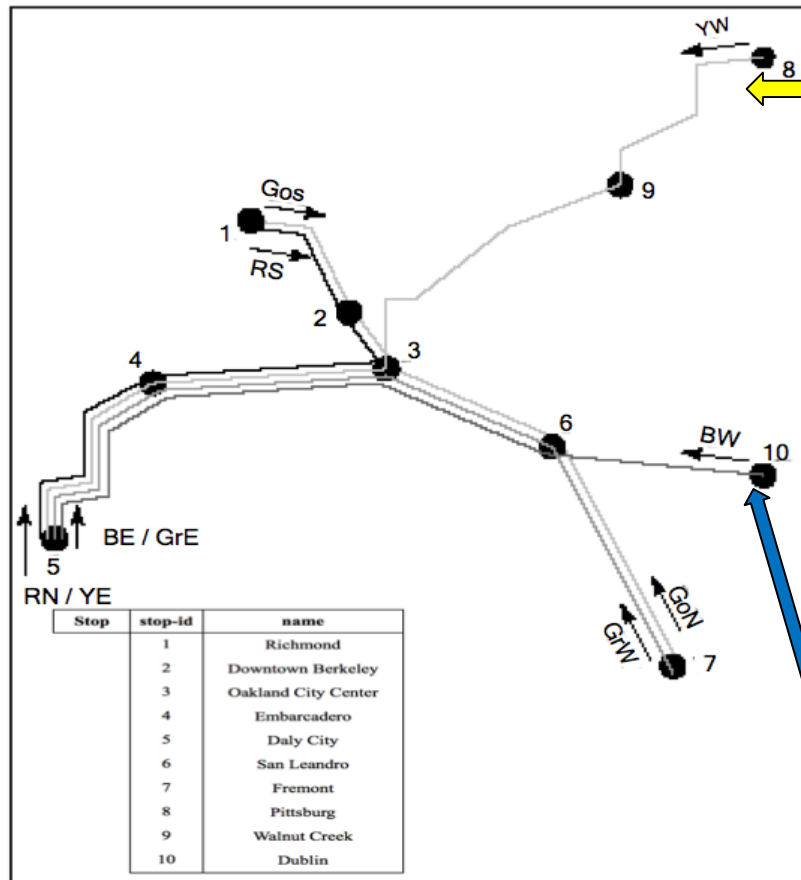 YW
8
9
Gos
1
RS
2
3
4
6
BW
10
BE / GrE
5
RN / YE
GoN
GrW
7
Stop stop-id name
1 Richmond
2 Downtown Berkeley
3 Oakland City Center
4 Embarcadero
5 Daly City
6 San Leandro
7 Fremont
8 Pittsburg
9 Walnut Creek
10 Dublin